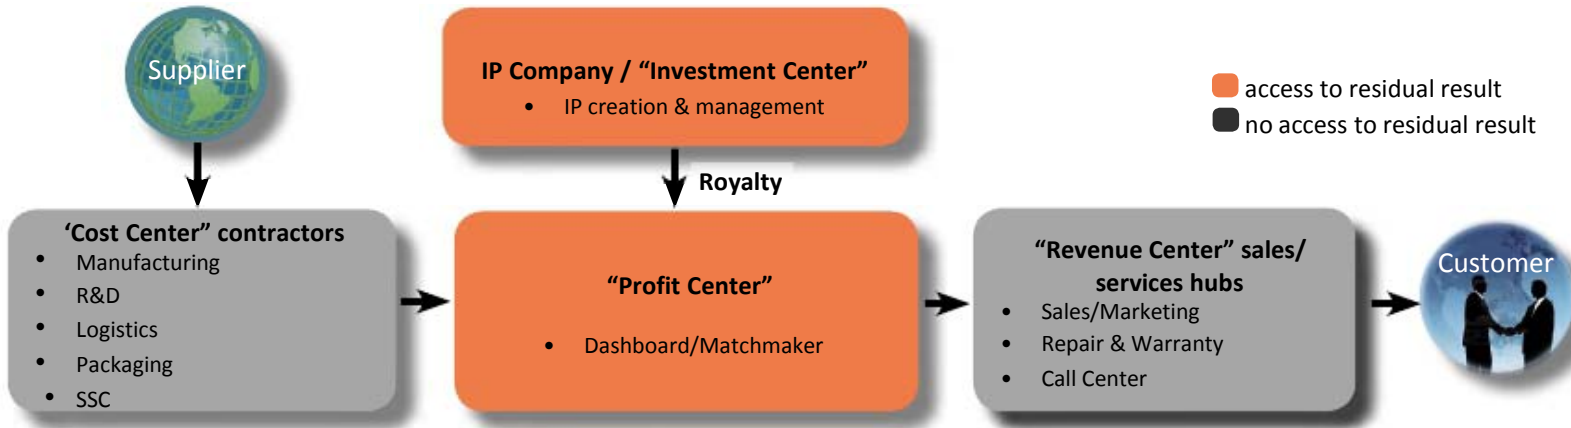 Supplier
IP Company / “Investment Center”
• IP creation & management
access to residual result
no access to residual result
Royalty
‘Cost Center” contractors
• Manufacturing
• R&D
• Logistics
• Packaging
• SSC
“Profit Center”
• Dashboard/Matchmaker
“Revenue Center” sales/
services hubs
• Sales/Marketing
• Repair & Warranty
• Call Center
Customer